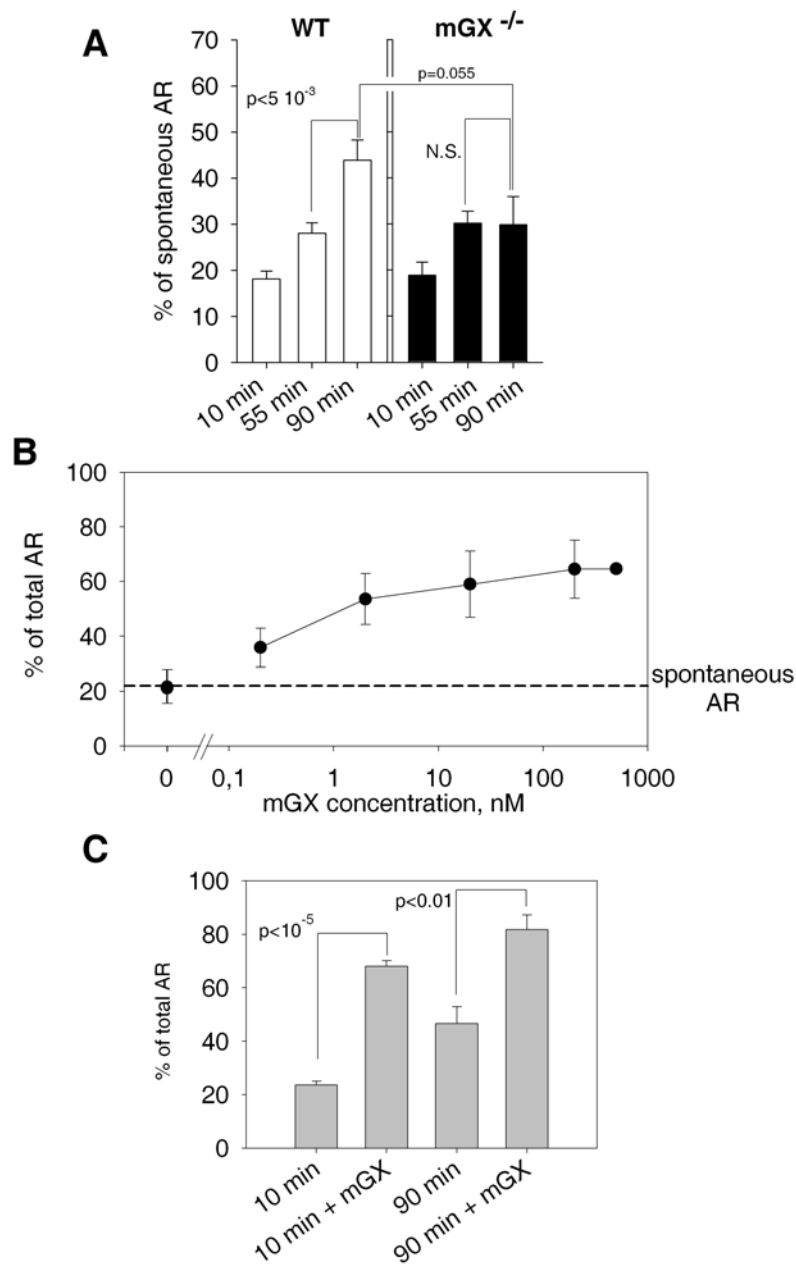 A
WT
mGX -/-
% of spontaneous AR
70
60
50
40
30
20
10
0
p<5 10-3
p=0.055
N.S.
10 min
55 min
90 min
10 min
55 min
90 min
B
% of total AR
100
80
60
40
20
0
spontaneous
AR
0
0,1
1
10
100
1000
mGX concentration, nM
C
% of total AR
100
80
60
40
20
0
p<10-5
p<0.01
10 min
10 min + mGX
90 min
90 min + mGX